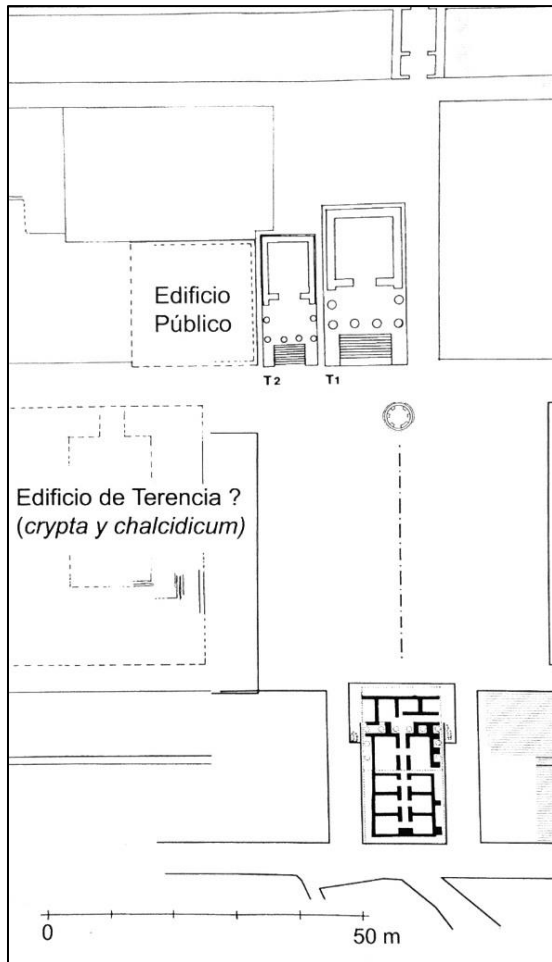 Edificio
Público
T2
T1
Edificio de Terencia ?
(crypta y chalcidicum)
0
50 m